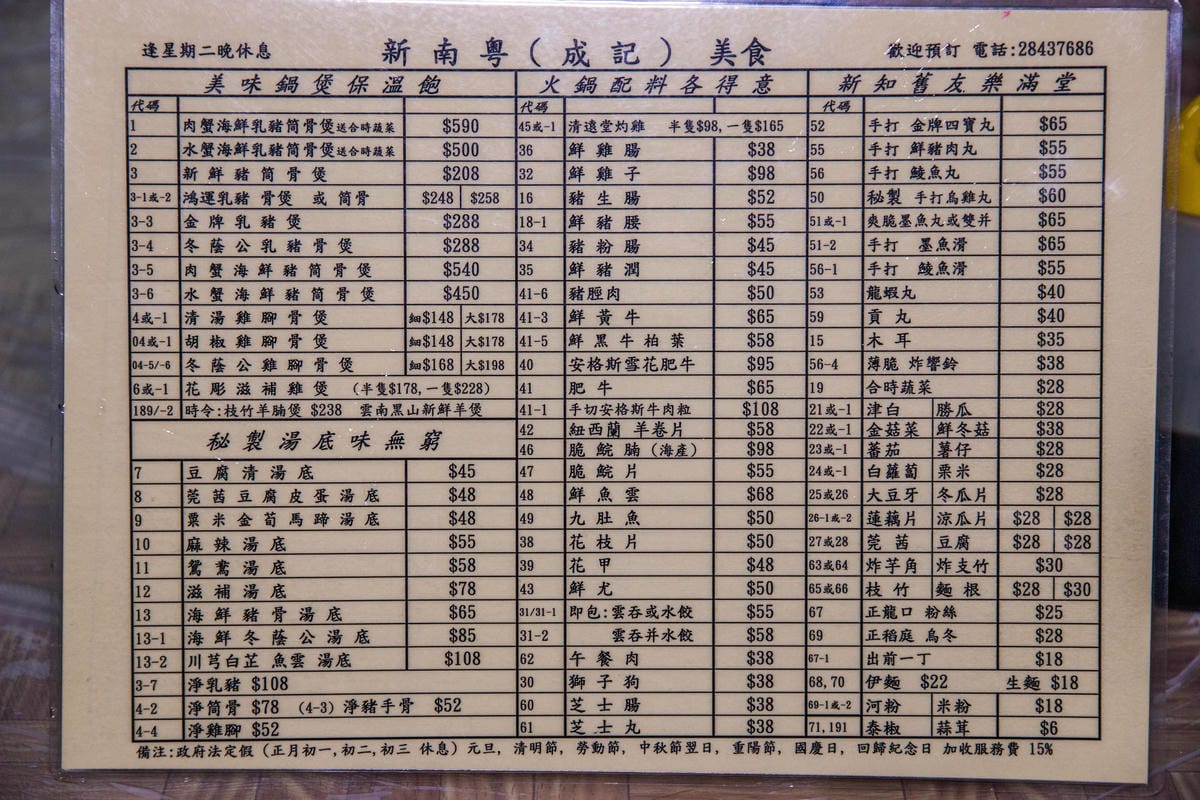 逢星期二晚休息
新南粵(成記)美食
歡迎預訂 電話:28437686
美味鍋煲保溫飽
代碼
1 肉蟹海鮮乳豬筒骨煲送合時蔬菜 $590
2 水蟹海鮮乳豬筒骨煲送合時蔬菜 $500
3 新鮮豬筒骨煲 $208
3-1或-2 鴻運乳豬骨煲 或筒骨 $248 $258
3-3 金牌乳豬煲 $288
3-4 冬蔭公乳豬骨煲 $288
3-5 肉蟹海鮮豬筒骨煲 $540
3-6 水蟹海鮮豬筒骨煲 $450
4或-1 清湯雞腳骨煲 細$148 大$178
04或-1 胡椒雞腳骨煲 細$148 大$178
04-5/-6 冬蔭公雞腳骨煲 細$168 大$198
6或-1 花彫滋補雞煲 (半隻$178,一隻$228)
189/-2 時令:枝竹羊腩煲 $238 雲南黑山新鮮羊煲
秘製湯底味無窮
7 豆腐清湯底 $45
8 莞茜豆腐皮蛋湯底 $48
9 粟米金荀馬蹄湯底 $48
10 麻辣湯底 $55
11 鴛鴦湯底 $58
12 滋補湯底 $78
13 海鮮豬骨湯底 $65
13-1 海鮮冬蔭公湯底 $85
13-2 川芎白芷魚雲湯底 $108
3-7 淨乳豬 $108
4-2 淨筒骨 $78 (4-3) 淨豬手骨 $52
4-4 淨雞腳 $52
火鍋配料各得意
代碼
45或-1 清遠堂灼雞 半隻$98,一隻$165
36 鮮雞腸 $38
32 鮮雞子 $98
16 豬生腸 $52
18-1 鮮豬腰 $55
34 豬粉腸 $45
35 鮮豬潤 $45
41-6 豬脛肉 $50
41-3 鮮黃牛 $65
41-5 鮮黑牛柏葉 $58
40 安格斯雪花肥牛 $95
41 肥牛 $65
41-1 手切安格斯牛肉粒 $108
42 紐西蘭 羊卷片 $58
46 脆鯇腩(海產) $98
47 脆鯇片 $55
48 鮮魚雲 $68
49 九肚魚 $50
38 花枝片 $50
39 花甲 $48
43 鮮尤 $50
31/31-1 即包:雲吞或水餃 $55
31-2 雲吞并水餃 $58
62 午餐肉 $38
30 獅子狗 $38
60 芝士腸 $38
61 芝士丸 $38
新知舊友樂滿堂
代碼
52 手打 金牌四寶丸 $65
55 手打 鮮豬肉丸 $55
56 手打 鯪魚丸 $55
50 秘製 手打烏雞丸 $60
51或-1 爽脆墨魚丸或雙并 $65
51-2 手打 墨魚滑 $65
56-1 手打 鯪魚滑 $55
53 龍蝦丸 $40
59 貢丸 $40
15 木耳 $35
56-4 薄脆 炸響鈴 $38
19 合時蔬菜 $28
21或-1 津白 勝瓜 $28
22或-1 金菇菜 鮮冬菇 $38
23或-1 蕃茄 薯仔 $28
24或-1 白蘿蔔 粟米 $28
25或26 大豆牙 冬瓜片 $28
26-1或-2 蓮藕片 涼瓜片 $28 $28
27或28 莞茜 豆腐 $28 $28
63或64 炸芋角 炸支竹 $30
65或66 枝竹 麵根 $28 $30
67 正龍口 粉絲 $25
69 正稻庭 烏冬 $28
67-1 出前一丁 $18
68,70 伊麵 $22 生麵 $18
69-1或-2 河粉 米粉 $18
71,191 泰椒 蒜茸 $6
備注:政府法定假(正月初一,初二,初三 休息)元旦, 清明節, 勞動節, 中秋節翌日, 重陽節, 國慶日, 回歸紀念日 加收服務費 15%